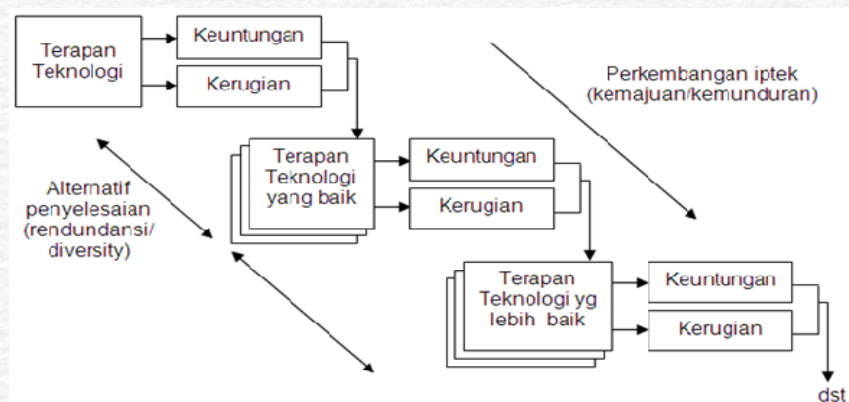 Terapan
Teknologi
Keuntungan
Kerugian
Perkembangan iptek
(kemajuan/kemunduran)
Alternatif
penyelesaian
(rendundansi/
diversity)
Terapan
Teknologi
yang baik
Keuntungan
Kerugian
Terapan
Teknologi yg
lebih baik
Keuntungan
Kerugian
dst